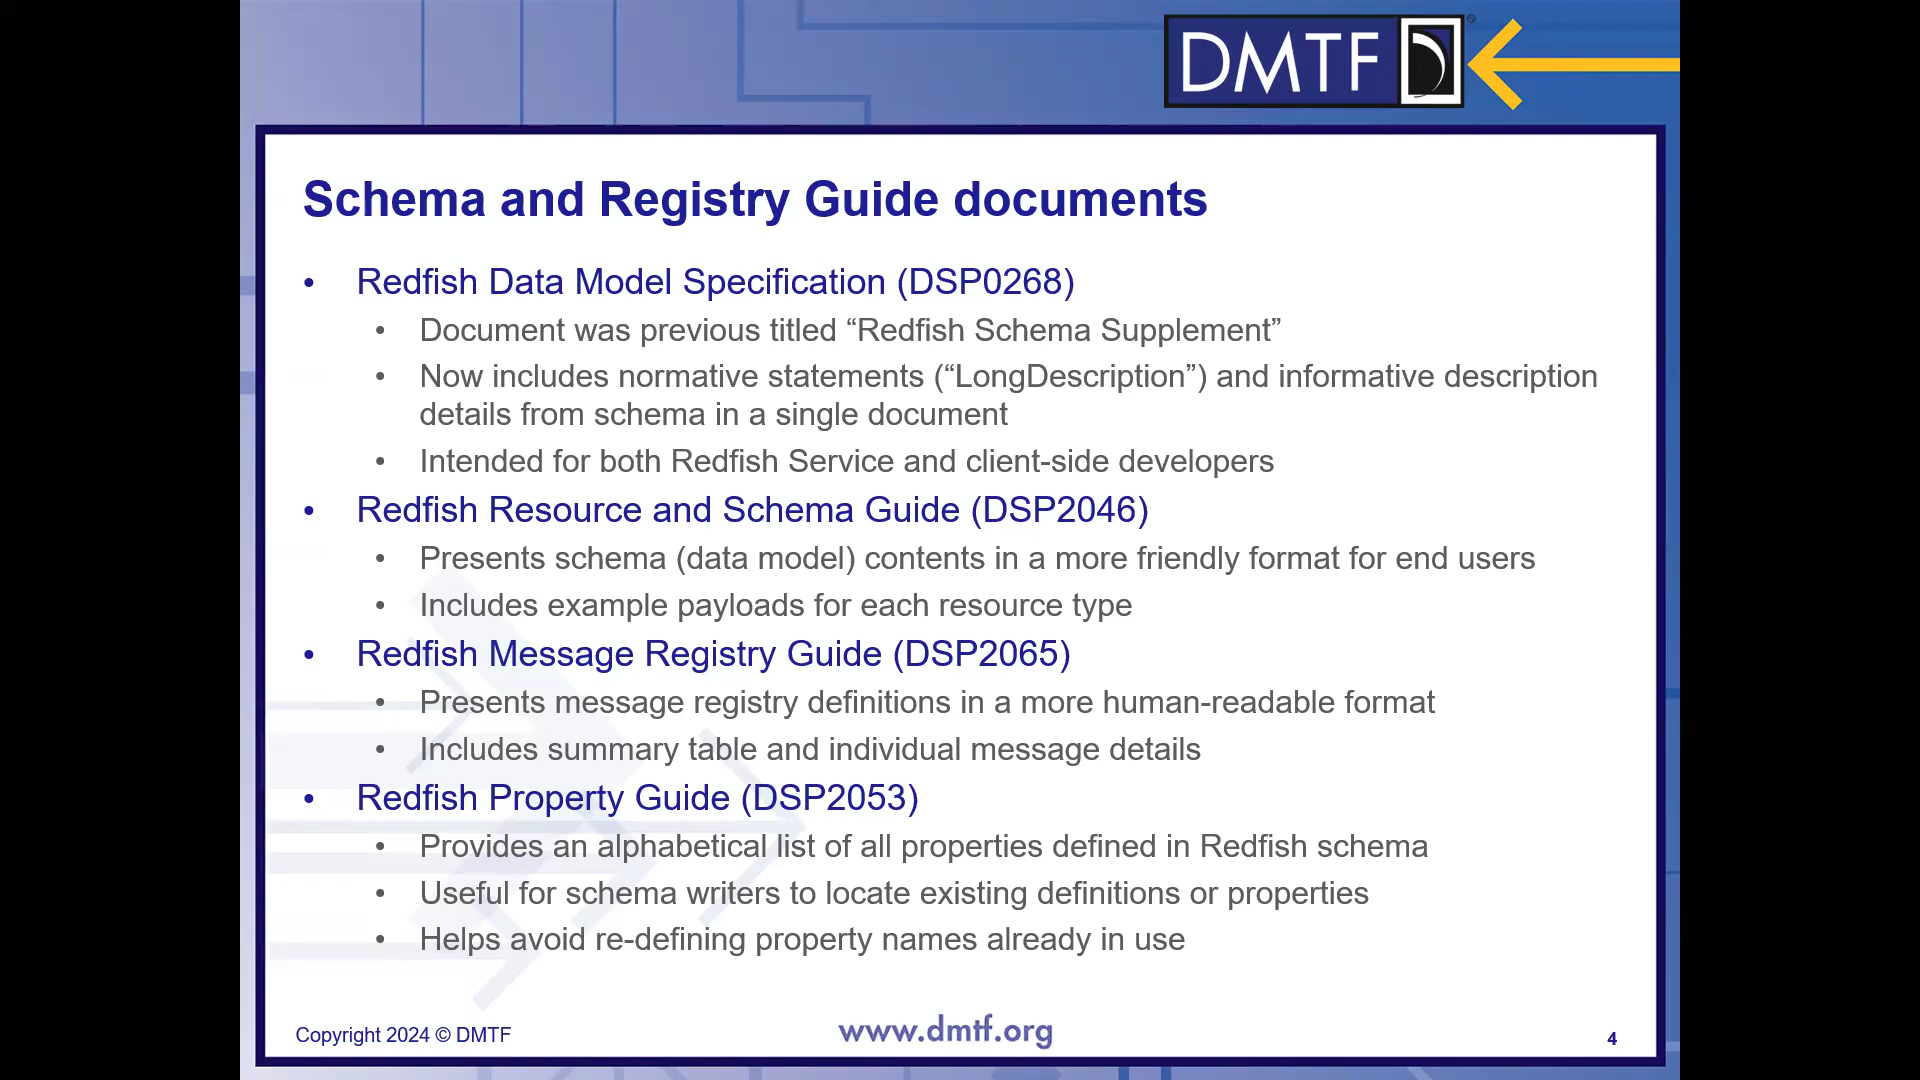 DMTF ®
Schema and Registry Guide documents
• Redfish Data Model Specification (DSP0268)
• Document was previous titled “Redfish Schema Supplement”
• Now includes normative statements (“LongDescription”) and informative description
details from schema in a single document
• Intended for both Redfish Service and client-side developers
• Redfish Resource and Schema Guide (DSP2046)
• Presents schema (data model) contents in a more friendly format for end users
• Includes example payloads for each resource type
• Redfish Message Registry Guide (DSP2065)
• Presents message registry definitions in a more human-readable format
• Includes summary table and individual message details
• Redfish Property Guide (DSP2053)
• Provides an alphabetical list of all properties defined in Redfish schema
• Useful for schema writers to locate existing definitions or properties
• Helps avoid re-defining property names already in use
Copyright 2024 © DMTF
www.dmtf.org
4